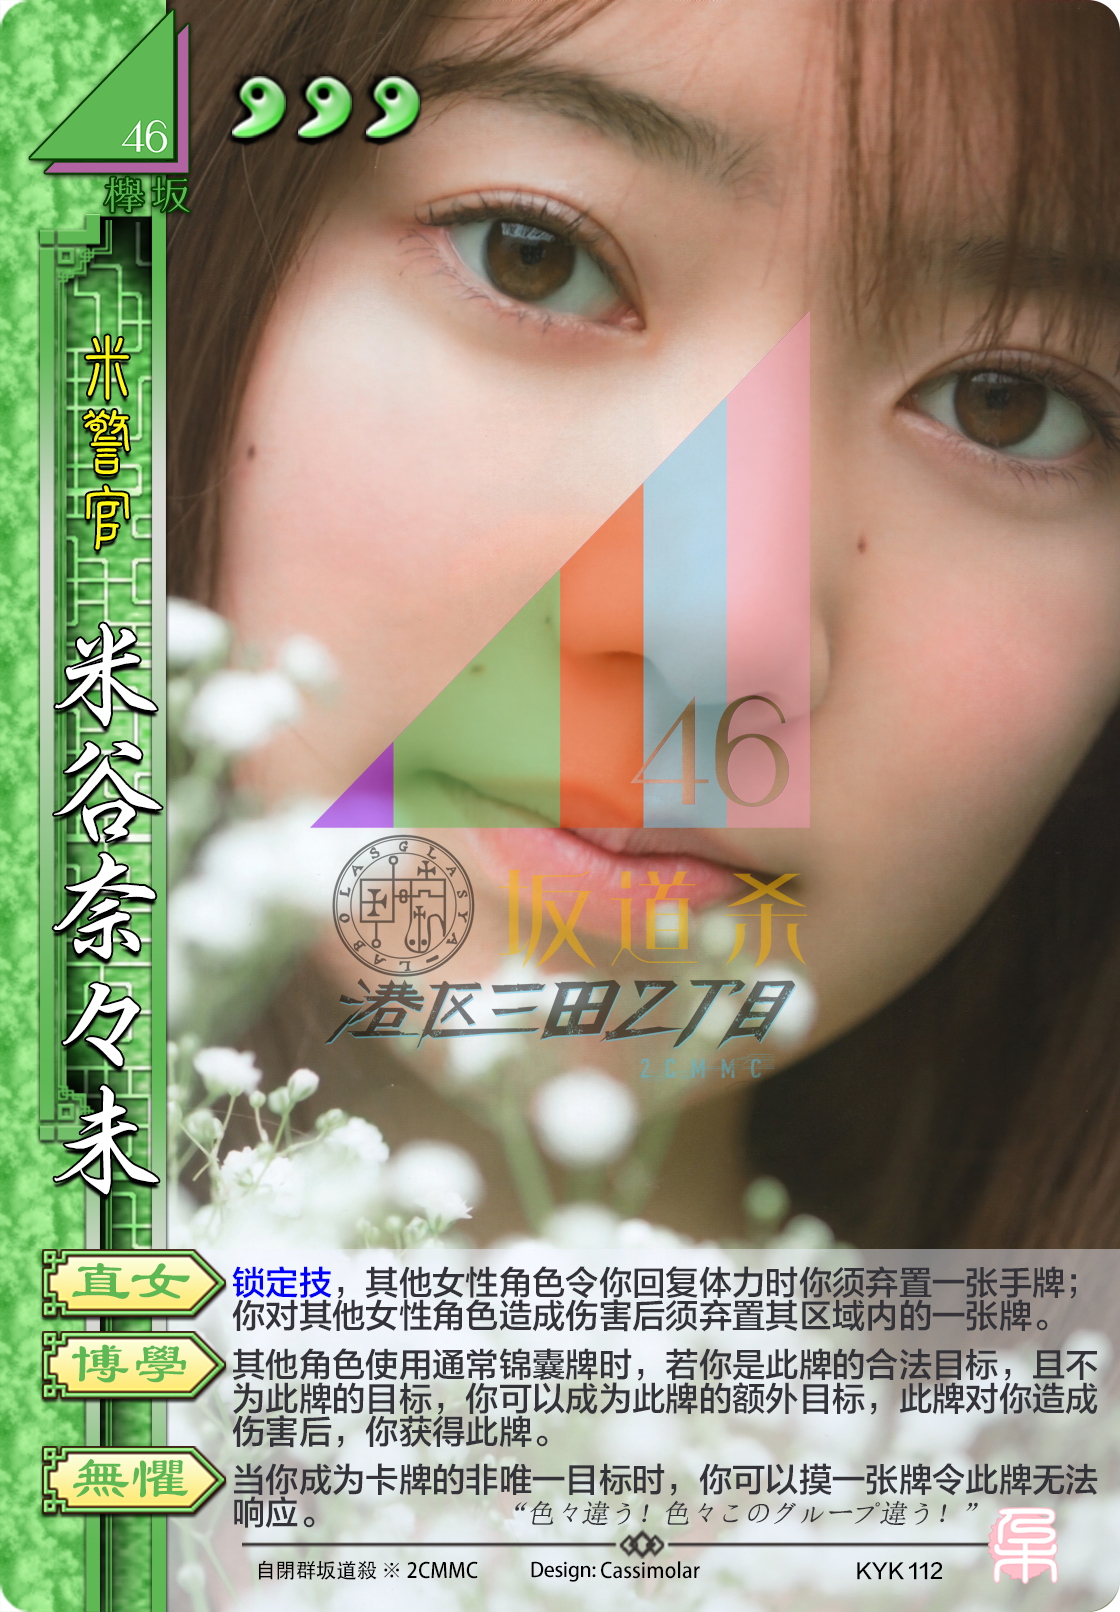 46
欅坂
米警官
米谷奈々未
46
GLASYA-LABOLAS
坂道杀
港区三田乙丁目
2CMMC
直女
锁定技，其他女性角色令你回复体力时你须弃置一张手牌；
你对其他女性角色造成伤害后须弃置其区域内的一张牌。
博學
其他角色使用通常锦囊牌时，若你是此牌的合法目标，且不
为此牌的目标，你可以成为此牌的额外目标，此牌对你造成
伤害后，你获得此牌。
無懼
当你成为卡牌的非唯一目标时，你可以摸一张牌令此牌无法
响应。
“色々違う！色々このグループ違う！”
自閉群坂道殺 ※ 2CMMC
Design: Cassimolar
KYK 112